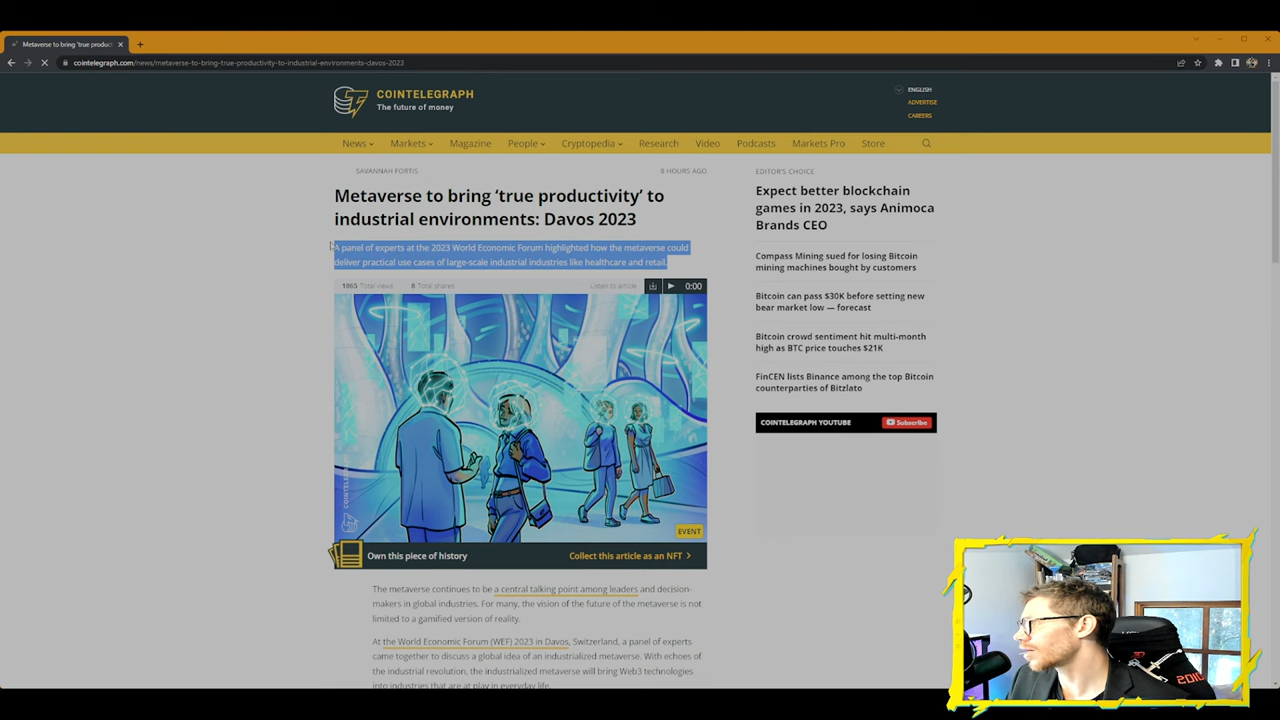 Metaverse to bring 'true produc
cointelegraph.com/news/metaverse-to-bring-true-productivity-to-industrial-environments-davos-2023
COINTELEGRAPH
The future of money
ENGLISH
ADVERTISE
CAREERS
News
Markets
Magazine
People
Cryptopedia
Research
Video
Podcasts
Markets Pro
Store
SAVANNAH FORTIS
8 HOURS AGO
Metaverse to bring ‘true productivity’ to
industrial environments: Davos 2023
A panel of experts at the 2023 World Economic Forum highlighted how the metaverse could
deliver practical use cases of large-scale industrial industries like healthcare and retail.
1865 Total views
8 Total shares
Listen to article
0:00
COINTELEGRAPH
EVENT
Own this piece of history
Collect this article as an NFT
The metaverse continues to be a central talking point among leaders and decision-
makers in global industries. For many, the vision of the future of the metaverse is not
limited to a gamified version of reality.
At the World Economic Forum (WEF) 2023 in Davos, Switzerland, a panel of experts
came together to discuss a global idea of an industrialized metaverse. With echoes of
the industrial revolution, the industrialized metaverse will bring Web3 technologies
into industries that are at play in everyday life.
EDITOR'S CHOICE
Expect better blockchain
games in 2023, says Animoca
Brands CEO
Compass Mining sued for losing Bitcoin
mining machines bought by customers
Bitcoin can pass $30K before setting new
bear market low — forecast
Bitcoin crowd sentiment hit multi-month
high as BTC price touches $21K
FinCEN lists Binance among the top Bitcoin
counterparties of Bitzlato
COINTELEGRAPH YOUTUBE
Subscribe